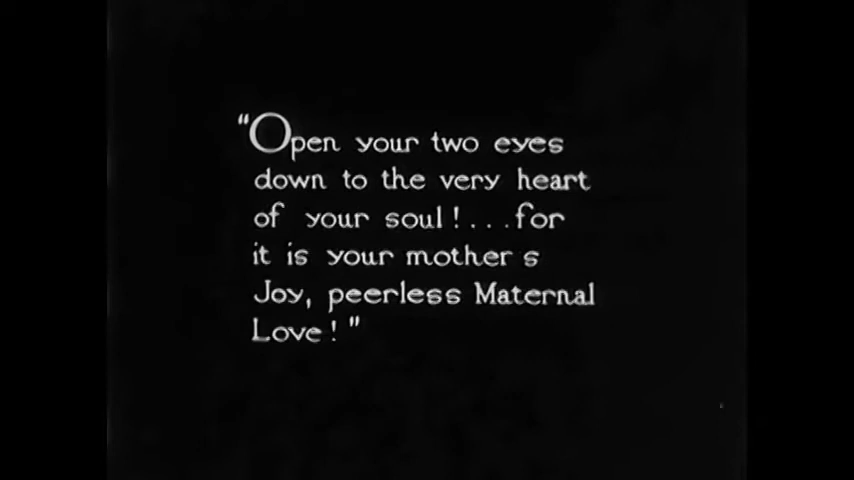 "Open your two eyes
down to the very heart
of your soul!...for
it is your mother s
Joy, peerless Maternal
Love!"